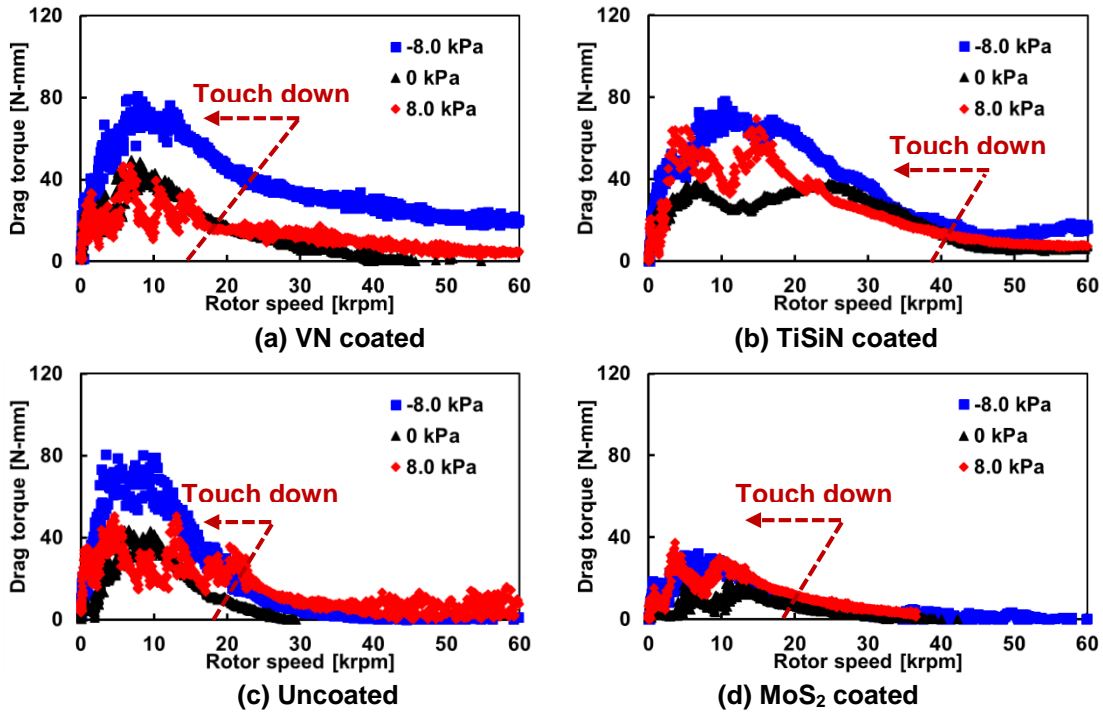 120
80
40
0
Drag torque [N-mm]
-8.0 kPa
0 kPa
8.0 kPa
Touch down
0 10 20 30 40 50 60
Rotor speed [krpm]
(a) VN coated
120
80
40
0
Drag torque [N-mm]
-8.0 kPa
0 kPa
8.0 kPa
Touch down
0 10 20 30 40 50 60
Rotor speed [krpm]
(b) TiSiN coated
120
80
40
0
Drag torque [N-mm]
-8.0 kPa
0 kPa
8.0 kPa
Touch down
0 10 20 30 40 50 60
Rotor speed [krpm]
(c) Uncoated
120
80
40
0
Drag torque [N-mm]
-8.0 kPa
0 kPa
8.0 kPa
Touch down
0 10 20 30 40 50 60
Rotor speed [krpm]
(d) MoS₂ coated